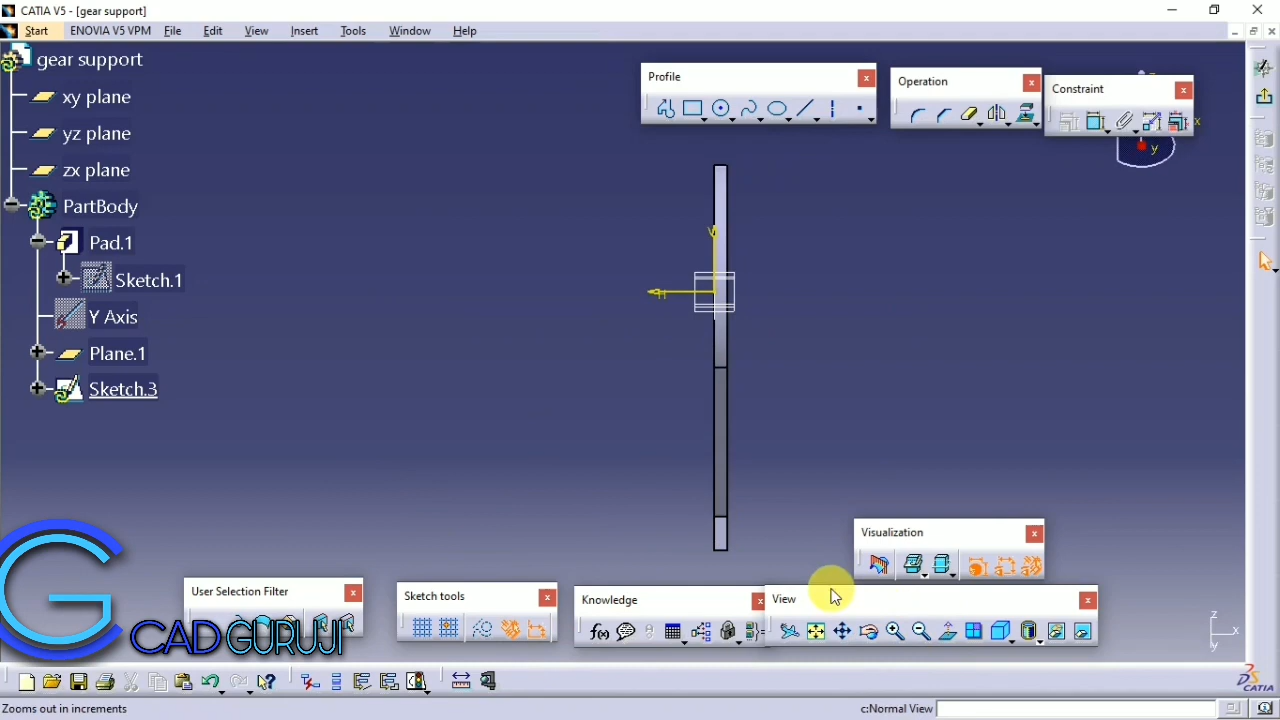 CATIA V5 - [gear support]
Start ENOVIA V5 VPM File Edit View Insert Tools Window Help
gear support
xy plane
yz plane
zx plane
PartBody
Pad.1
Sketch.1
Y Axis
Plane.1
Sketch.3
Profile
Operation
Constraint
x
y
V
H
Visualization
User Selection Filter
Sketch tools
Knowledge
View
f(x)
CAD GURUJI
z
x
y
CATIA
Zooms out in increments
c:Normal View